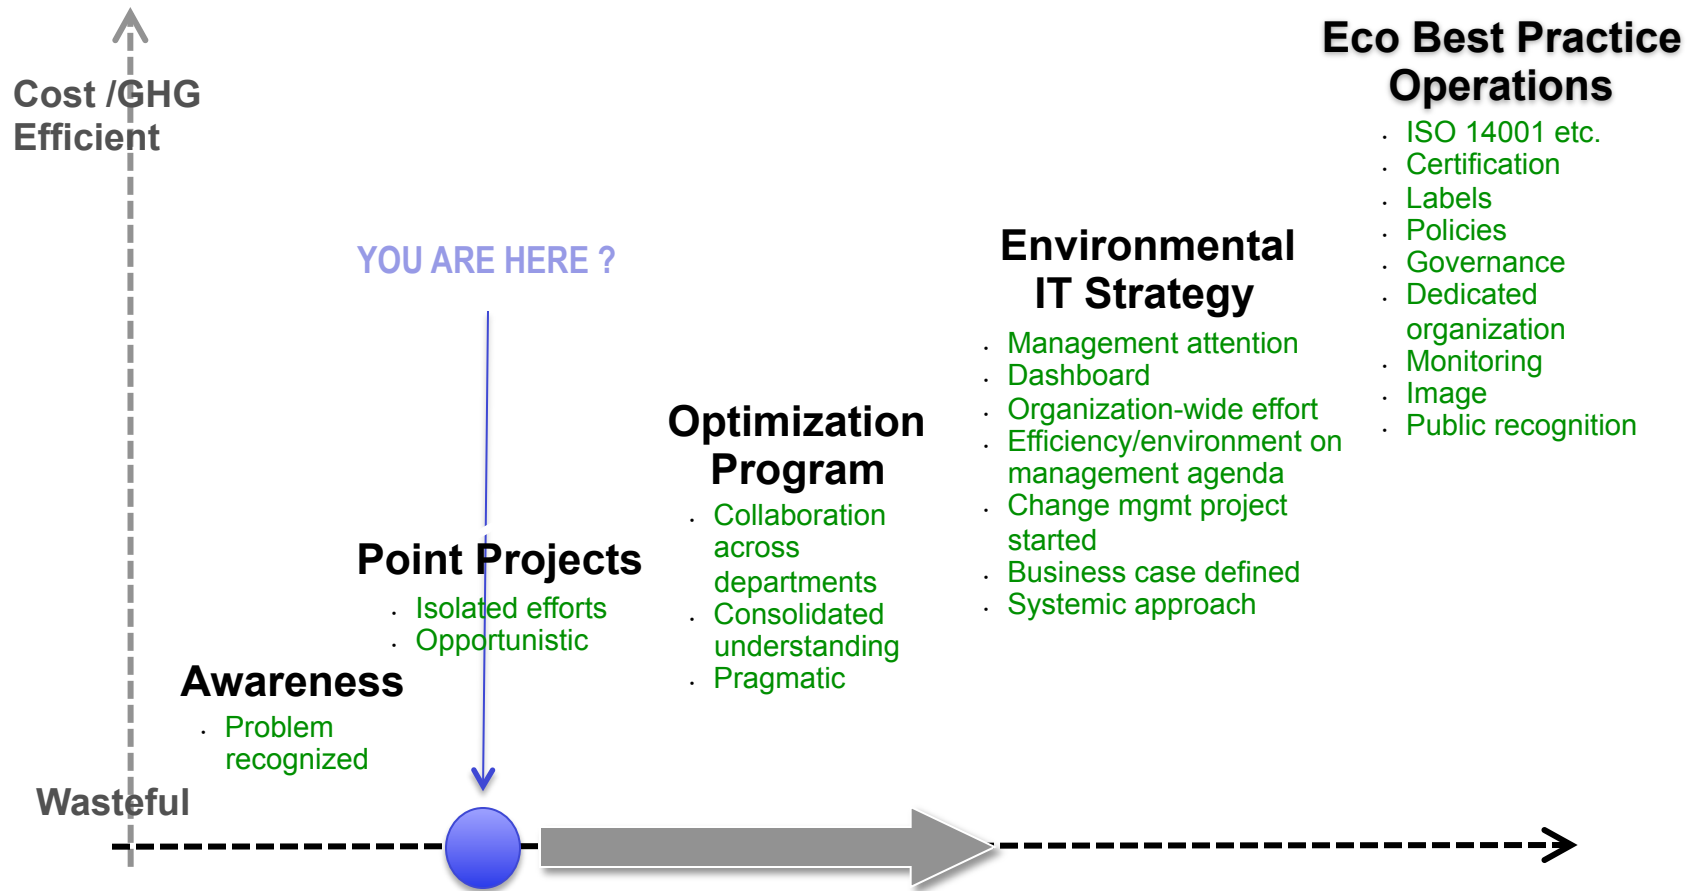 Cost /GHG
Efficient
Wasteful
YOU ARE HERE ?
Awareness
· Problem
recognized
Point Projects
· Isolated efforts
· Opportunistic
Optimization
Program
· Collaboration
across
departments
· Consolidated
understanding
· Pragmatic
Environmental
IT Strategy
· Management attention
· Dashboard
· Organization-wide effort
· Efficiency/environment on
management agenda
· Change mgmt project
started
· Business case defined
· Systemic approach
Eco Best Practice
Operations
· ISO 14001 etc.
· Certification
· Labels
· Policies
· Governance
· Dedicated
organization
· Monitoring
· Image
· Public recognition